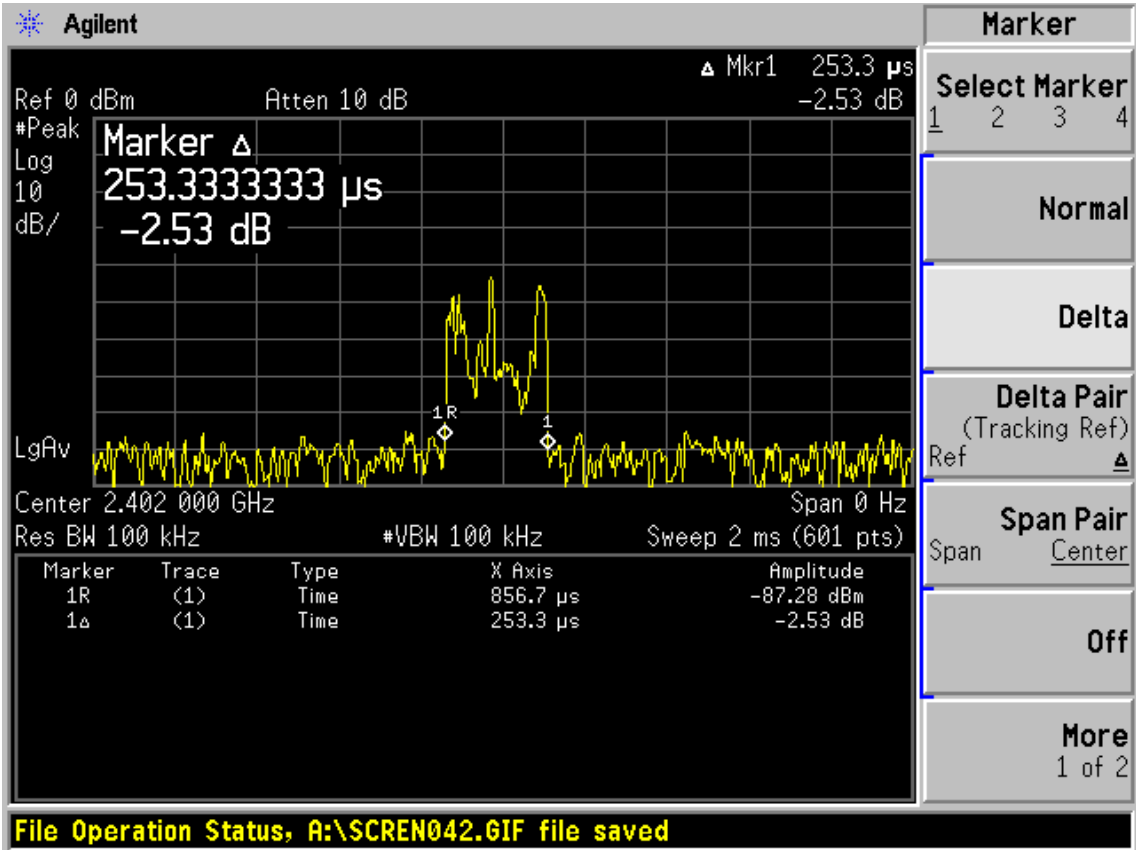 Agilent
Marker
Δ Mkr1 253.3 µs
Ref 0 dBm Atten 10 dB -2.53 dB
#Peak
Log
10
dB/
Marker Δ
253.3333333 µs
-2.53 dB
1R
1
LgAv
Center 2.402 000 GHz Span 0 Hz
Res BW 100 kHz #VBW 100 kHz Sweep 2 ms (601 pts)
Marker Trace Type X Axis Amplitude
1R (1) Time 856.7 µs -87.28 dBm
1Δ (1) Time 253.3 µs -2.53 dB
Select Marker
1 2 3 4
Normal
Delta
Delta Pair
(Tracking Ref)
Ref Δ
Span Pair
Span Center
Off
More
1 of 2
File Operation Status, A:\SCREN042.GIF file saved